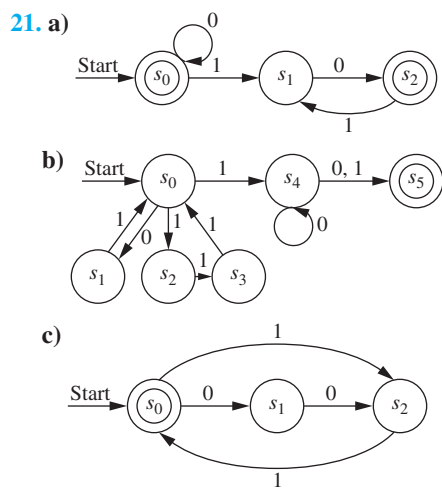 21. a)
0
Start s₀ 1 s₁ 0 s₂
1
b)
Start s₀ 1 s₄ 0, 1 s₅
1 0 1 1 0
s₁ s₂ 1 s₃
c)
1
Start s₀ 0 s₁ 0 s₂
1